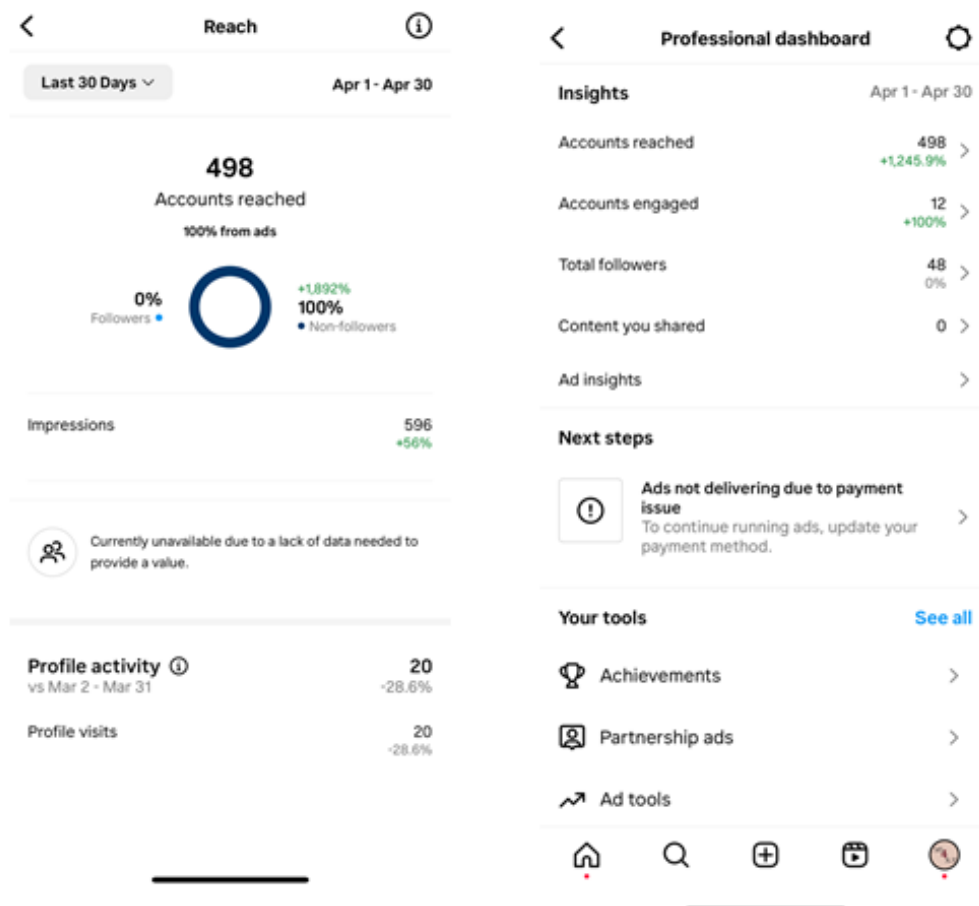 Reach
Last 30 Days
Apr 1 - Apr 30
498
Accounts reached
100% from ads
0%
Followers
+1,892%
100%
Non-followers
Impressions
596
+56%
Currently unavailable due to a lack of data needed to
provide a value.
Profile activity
20
vs Mar 2 - Mar 31
-28.6%
Profile visits
20
-28.6%
Professional dashboard
Insights
Apr 1 - Apr 30
Accounts reached
498
+1,245.9%
Accounts engaged
12
+100%
Total followers
48
0%
Content you shared
0
Ad insights
Next steps
Ads not delivering due to payment
issue
To continue running ads, update your
payment method.
Your tools
See all
Achievements
Partnership ads
Ad tools